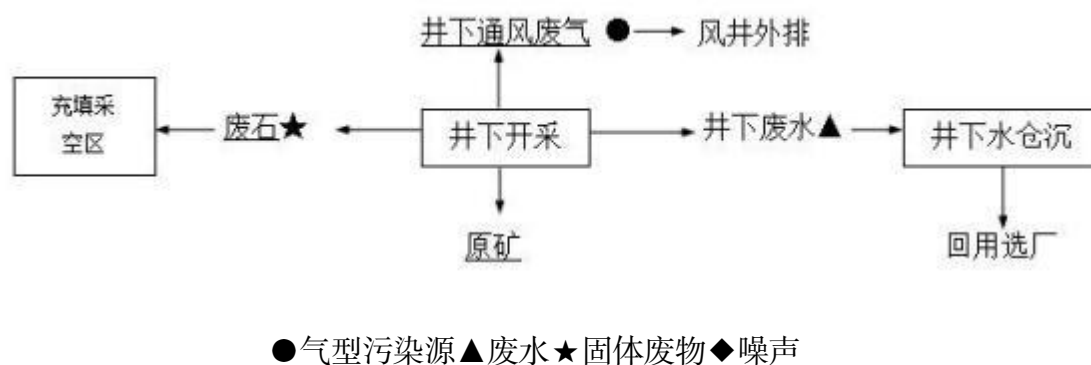 井下通风废气 ● 风井外排
充填采
空区
废石★
井下开采
井下废水▲
井下水仓沉
原矿
回用选厂
●气型污染源▲废水★固体废物◆噪声